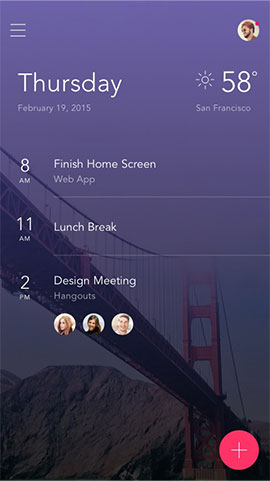 Thursday
58°
February 19, 2015
San Francisco
8
AM
Finish Home Screen
Web App
11
AM
Lunch Break
2
PM
Design Meeting
Hangouts